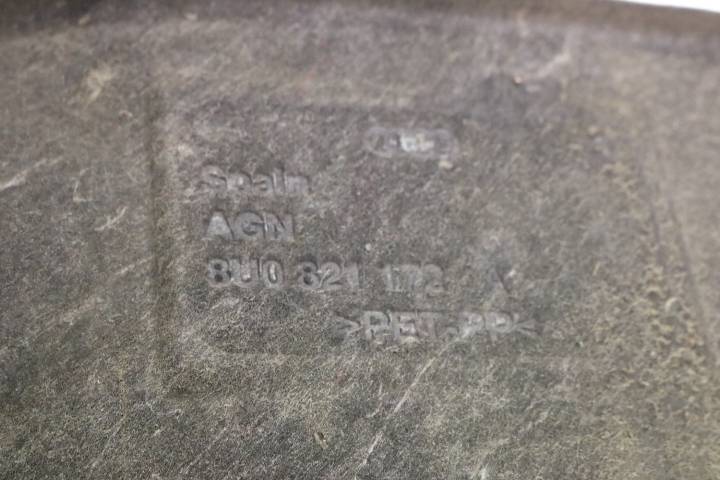 Spain
AGN
8U0 821 172 A
>PET-PP<